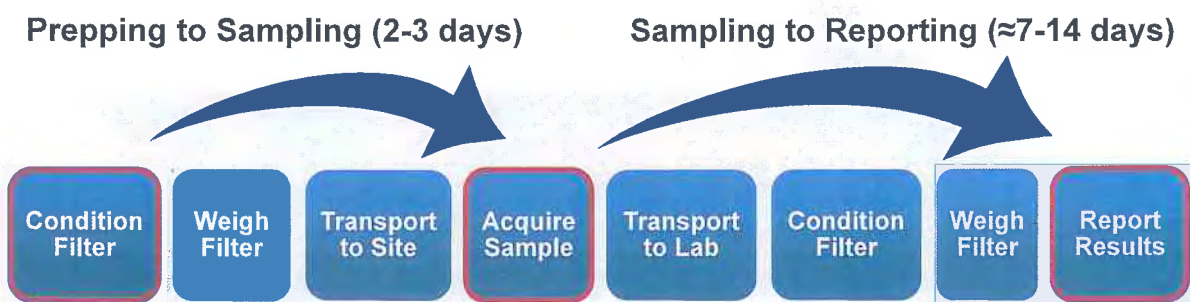 Prepping to Sampling (2-3 days)
Sampling to Reporting (≈7-14 days)
Condition
Filter
Weigh
Filter
Transport
to Site
Acquire
Sample
Transport
to Lab
Condition
Filter
Weigh
Filter
Report
Results